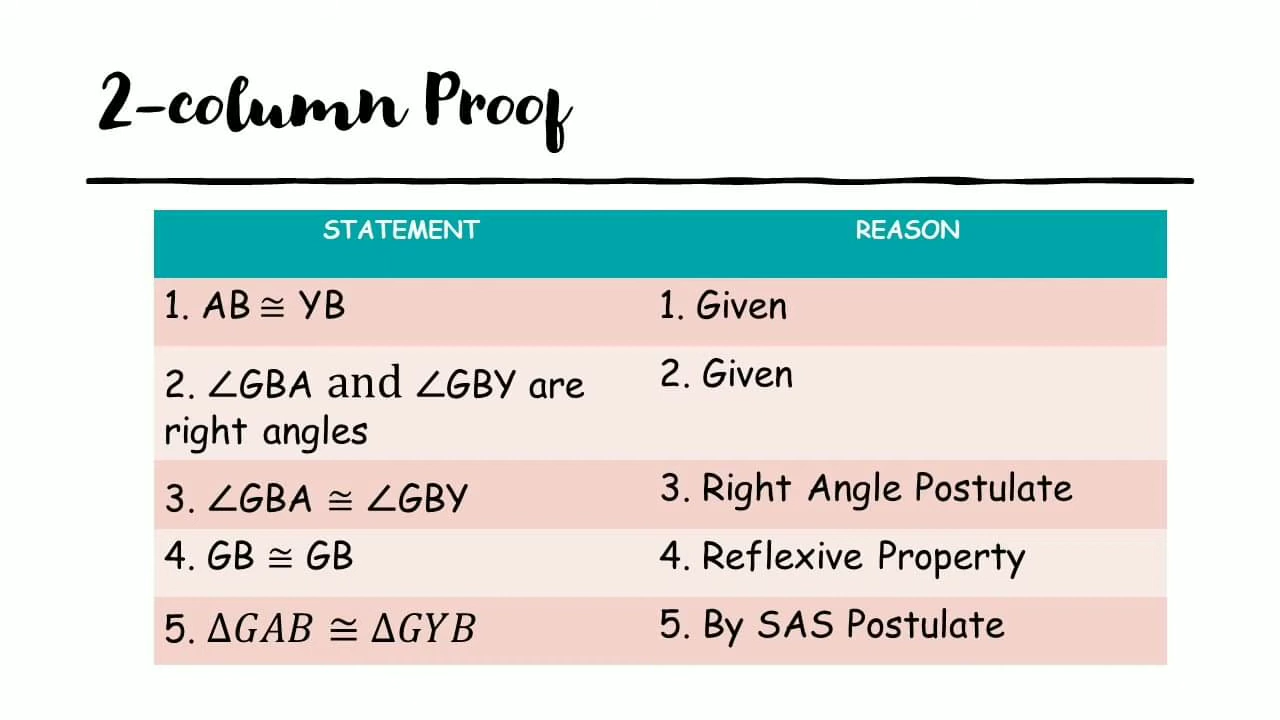 2-column Proof
STATEMENT
REASON
1. AB ≅ YB
1. Given
2. ∠GBA and ∠GBY are
right angles
2. Given
3. ∠GBA ≅ ∠GBY
3. Right Angle Postulate
4. GB ≅ GB
4. Reflexive Property
5. Δ𝐺𝐴𝐵 ≅ Δ𝐺𝑌𝐵
5. By SAS Postulate